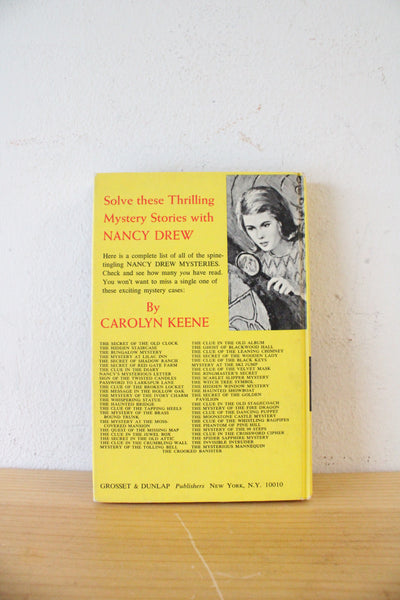 Solve these Thrilling
Mystery Stories with
NANCY DREW
Here is a complete list of all of the spine-
tingling NANCY DREW MYSTERIES.
Check and see how many you have read.
You won't want to miss a single one of
these exciting mystery cases:
By
CAROLYN KEENE
THE SECRET OF THE OLD CLOCK
THE HIDDEN STAIRCASE
THE BUNGALOW MYSTERY
THE MYSTERY AT LILAC INN
THE SECRET OF SHADOW RANCH
THE SECRET OF RED GATE FARM
THE CLUE IN THE DIARY
NANCY'S MYSTERIOUS LETTER
SIGN OF THE TWISTED CANDLES
PASSWORD TO LARKSPUR LANE
THE CLUE OF THE BROKEN LOCKET
THE MESSAGE IN THE HOLLOW OAK
THE MYSTERY OF THE IVORY CHARM
THE WHISPERING STATUE
THE HAUNTED BRIDGE
THE CLUE OF THE TAPPING HEELS
THE MYSTERY OF THE BRASS
BOUND TRUNK
THE MYSTERY AT THE MOSS-
COVERED MANSION
THE QUEST OF THE MISSING MAP
THE CLUE IN THE JEWEL BOX
THE SECRET IN THE OLD ATTIC
THE CLUE IN THE CRUMBLING WALL
MYSTERY OF THE TOLLING BELL
THE CLUE IN THE OLD ALBUM
THE GHOST OF BLACKWOOD HALL
THE CLUE OF THE LEANING CHIMNEY
THE SECRET OF THE WOODEN LADY
THE CLUE OF THE BLACK KEYS
MYSTERY AT THE SKI JUMP
THE CLUE OF THE VELVET MASK
THE RINGMASTER'S SECRET
THE SCARLET SLIPPER MYSTERY
THE WITCH TREE SYMBOL
THE HIDDEN WINDOW MYSTERY
THE HAUNTED SHOWBOAT
THE SECRET OF THE GOLDEN
PAVILION
THE CLUE IN THE OLD STAGECOACH
THE MYSTERY OF THE FIRE DRAGON
THE CLUE OF THE DANCING PUPPET
THE MOONSTONE CASTLE MYSTERY
THE CLUE OF THE WHISTLING BAGPIPES
THE PHANTOM OF PINE HILL
THE MYSTERY OF THE 99 STEPS
THE CLUE IN THE CROSSWORD CIPHER
THE SPIDER SAPPHIRE MYSTERY
THE INVISIBLE INTRUDER
THE MYSTERIOUS MANNEQUIN
THE CROOKED BANISTER
GROSSET & DUNLAP Publishers NEW YORK, N.Y. 10010